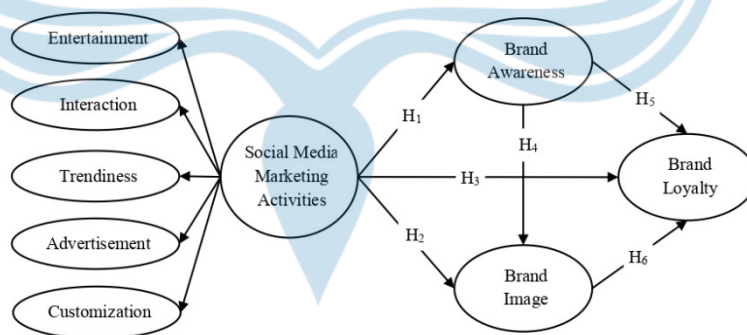 Entertainment
Interaction
Trendiness
Advertisement
Customization
Social Media
Marketing
Activities
Brand
Awareness
H1
H2
H3
H4
H5
H6
Brand
Loyalty
Brand
Image